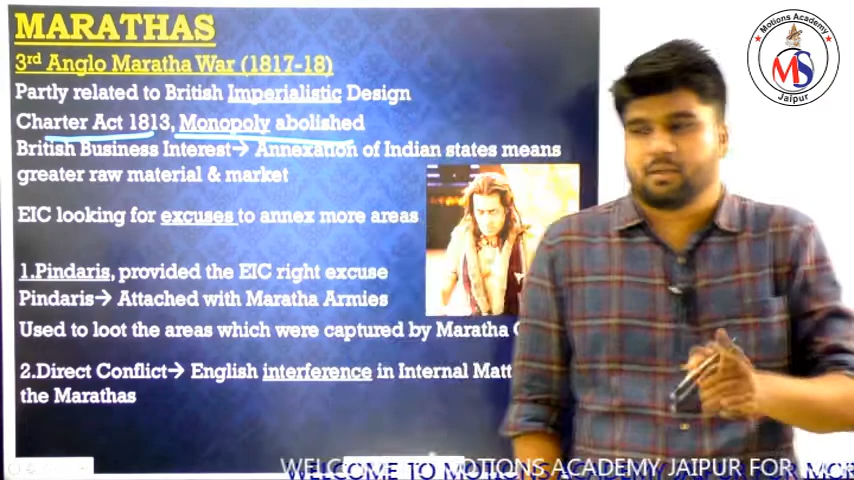 MARATHAS
3rd Anglo Maratha War (1817-18)
Partly related to British Imperialistic Design
Charter Act 1813, Monopoly abolished
British Business Interest→ Annexation of Indian states means
greater raw material & market
EIC looking for excuses to annex more areas
1.Pindaris, provided the EIC right excuse
Pindaris→ Attached with Maratha Armies
Used to loot the areas which were captured by Maratha
2.Direct Conflict→ English interference in Internal
the Marathas
Motions Academy
MS
Jaipur
WELCOME TO MOTIONS ACADEMY JAIPUR FOR